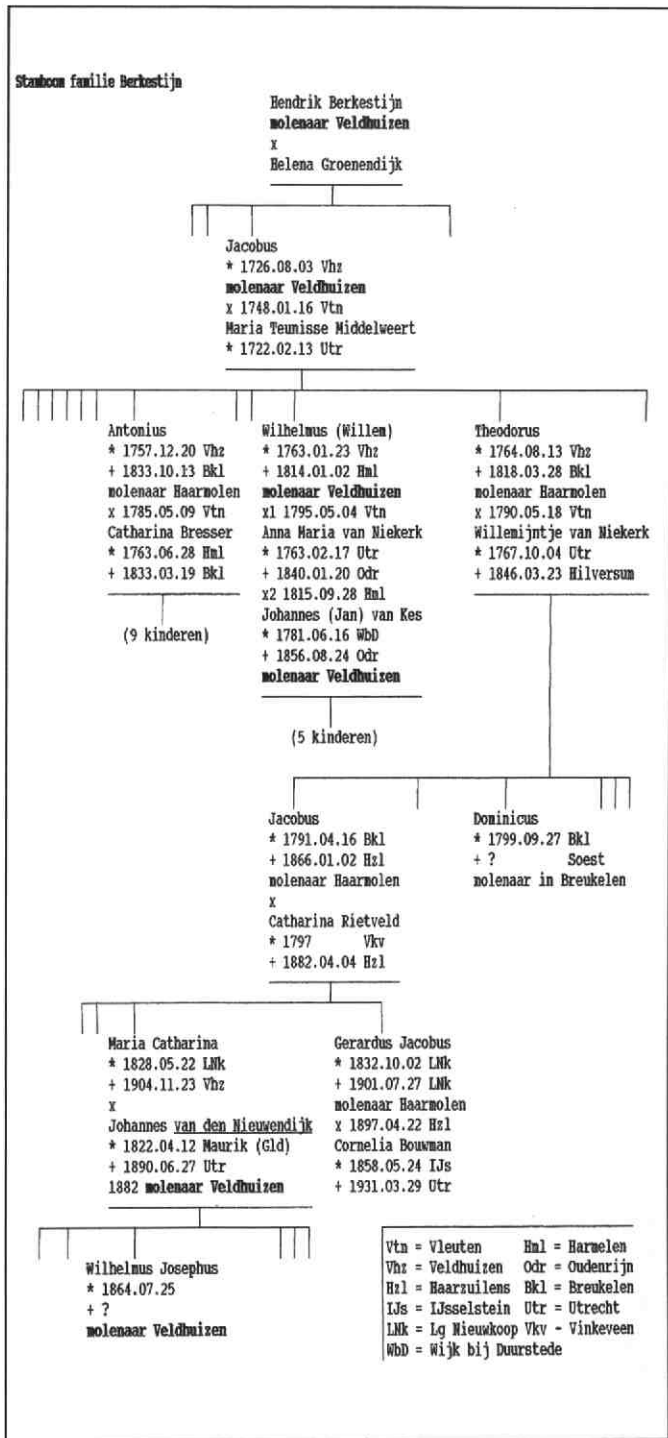 Stamboom familie Berkestijn
Hendrik Berkestijn
molenaar Veldhuizen
x
Helena Groenendijk
Jacobus
* 1726.08.03 Vhz
molenaar Veldhuizen
x 1748.01.16 Vtn
Maria Teunisse Middelweert
* 1722.02.13 Utr
Antonius
* 1757.12.20 Vhz
+ 1833.10.13 Bkl
molenaar Haarmolen
x 1785.05.09 Vtn
Catharina Bresser
* 1763.06.28 Hml
+ 1833.03.19 Bkl
(9 kinderen)
Wilhelmus (Willem)
* 1763.01.23 Vhz
+ 1814.01.02 Hml
molenaar Veldhuizen
x1 1795.05.04 Vtn
Anna Maria van Niekerk
* 1763.02.17 Utr
+ 1840.01.20 Odr
x2 1815.09.28 Hml
Johannes (Jan) van Kes
* 1781.06.16 WbD
+ 1856.08.24 Odr
molenaar Veldhuizen
(5 kinderen)
Theodorus
* 1764.08.13 Vhz
+ 1818.03.28 Bkl
molenaar Haarmolen
x 1790.05.18 Vtn
Willemijntje van Niekerk
* 1767.10.04 Utr
+ 1846.03.23 Hilversum
Jacobus
* 1791.04.16 Bkl
+ 1866.01.02 Hzl
molenaar Haarmolen
x
Catharina Rietveld
* 1797 Vkv
+ 1882.04.04 Hzl
Dominicus
* 1799.09.27 Bkl
+ ? Soest
molenaar in Breukelen
Maria Catharina
* 1828.05.22 LNk
+ 1904.11.23 Vhz
x
Johannes van den Nieuwendijk
* 1822.04.12 Maurik (Gld)
+ 1890.06.27 Utr
1882 molenaar Veldhuizen
Gerardus Jacobus
* 1832.10.02 LNk
+ 1901.07.27 LNk
molenaar Haarmolen
x 1897.04.22 Hzl
Cornelia Bouwman
* 1858.05.24 IJs
+ 1931.03.29 Utr
Wilhelmus Josephus
* 1864.07.25
+ ?
molenaar Veldhuizen
Vtn = Vleuten Hml = Harmelen
Vhz = Veldhuizen Odr = Oudenrijn
Hzl = Haarzuilens Bkl = Breukelen
IJs = IJsselstein Utr = Utrecht
LNk = Lg Nieuwkoop Vkv - Vinkeveen
WbD = Wijk bij Duurstede